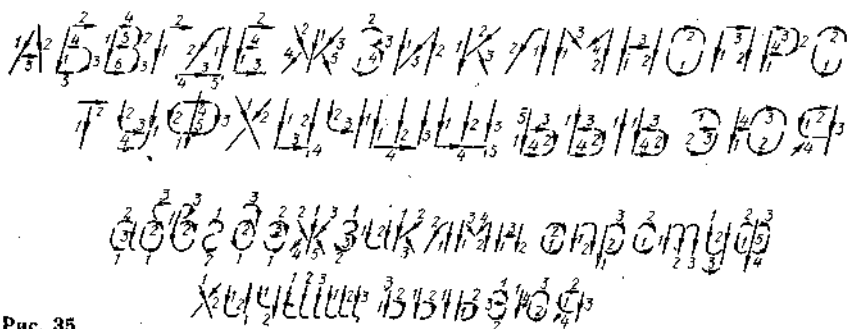 АБВГДЕЖЗИКЛМНОПРС
ТУФХЦЧШЩЪЫЬЭЮЯ
абвгдежзиклмнопрстуф
хцчшщъыьэюя
Рис. 35